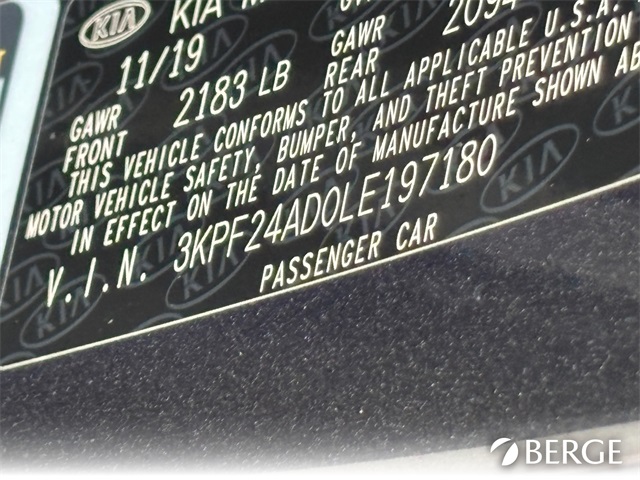 KIA KIA
11/19
GAWR FRONT 2183 LB GAWR REAR
THIS VEHICLE CONFORMS TO ALL APPLICABLE U.S.A.
MOTOR VEHICLE SAFETY, BUMPER, AND THEFT PREVENTION
IN EFFECT ON THE DATE OF MANUFACTURE SHOWN AB
V.I.N. 3KPF24AD0LE197180
PASSENGER CAR
BERGE